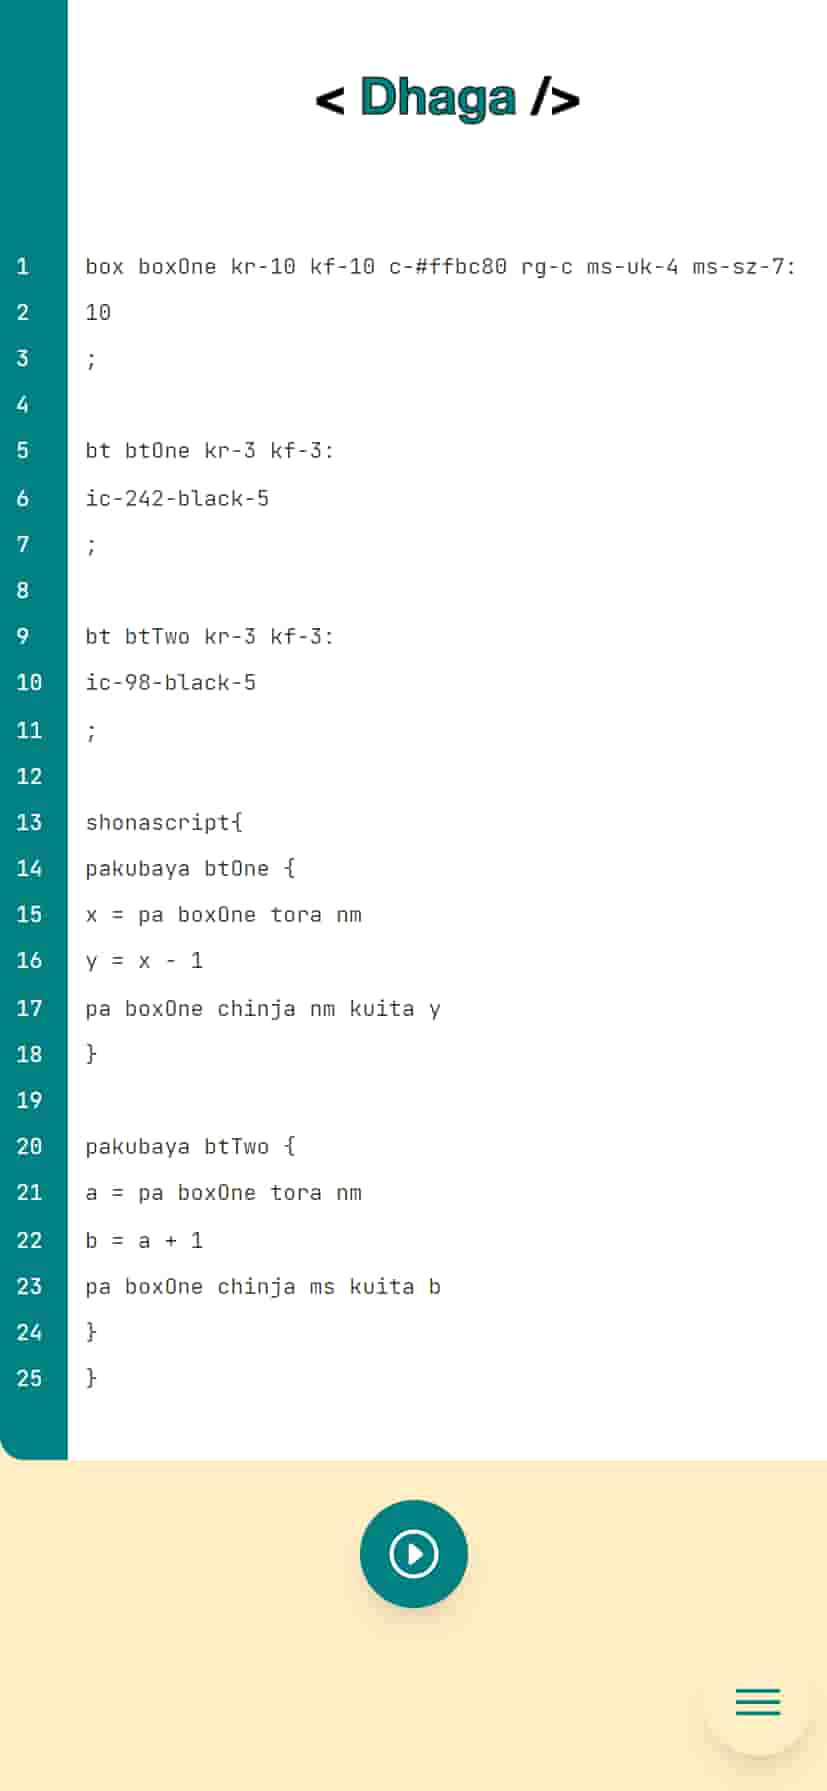 < Dhaga />
1 box boxOne kr-10 kf-10 c-#ffbc80 rg-c ms-uk-4 ms-sz-7:
2 10
3 ;
4
5 bt btOne kr-3 kf-3:
6 ic-242-black-5
7 ;
8
9 bt btTwo kr-3 kf-3:
10 ic-98-black-5
11 ;
12
13 shonascript{
14 pakubaya btOne {
15 x = pa boxOne tora nm
16 y = x - 1
17 pa boxOne chinja nm kuita y
18 }
19
20 pakubaya btTwo {
21 a = pa boxOne tora nm
22 b = a + 1
23 pa boxOne chinja ms kuita b
24 }
25 }